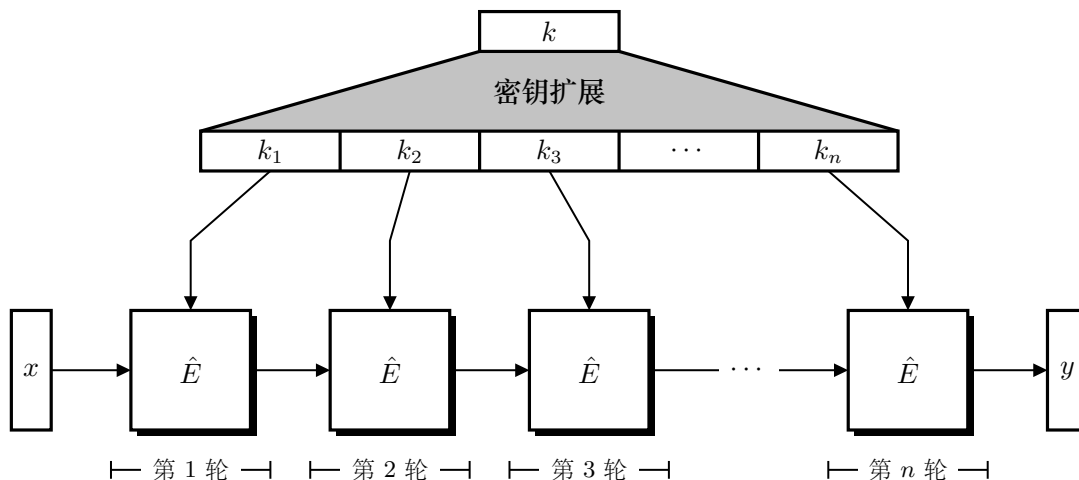 k
密钥扩展
k₁ k₂ k₃ ⋯ kₙ
x Ê Ê Ê ⋯ Ê y
第 1 轮 第 2 轮 第 3 轮 第 n 轮